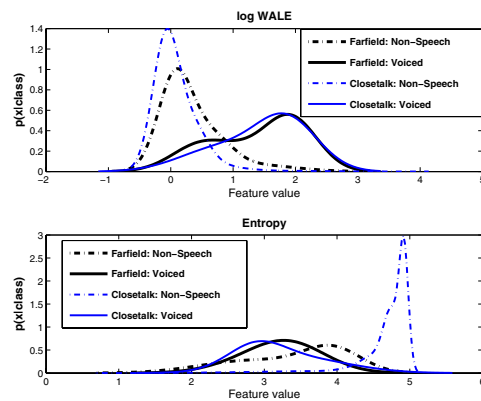 log WALE
1.4
1.2
1
0.8
0.6
0.4
0.2
0
p(x|class)
Farfield: Non−Speech
Farfield: Voiced
Closetalk: Non−Speech
Closetalk: Voiced
−2 −1 0 1 2 3 4 5
Feature value
Entropy
3
2.5
2
1.5
1
0.5
0
p(x|class)
Farfield: Non−Speech
Farfield: Voiced
Closetalk: Non−Speech
Closetalk: Voiced
0 1 2 3 4 5 6
Feature value